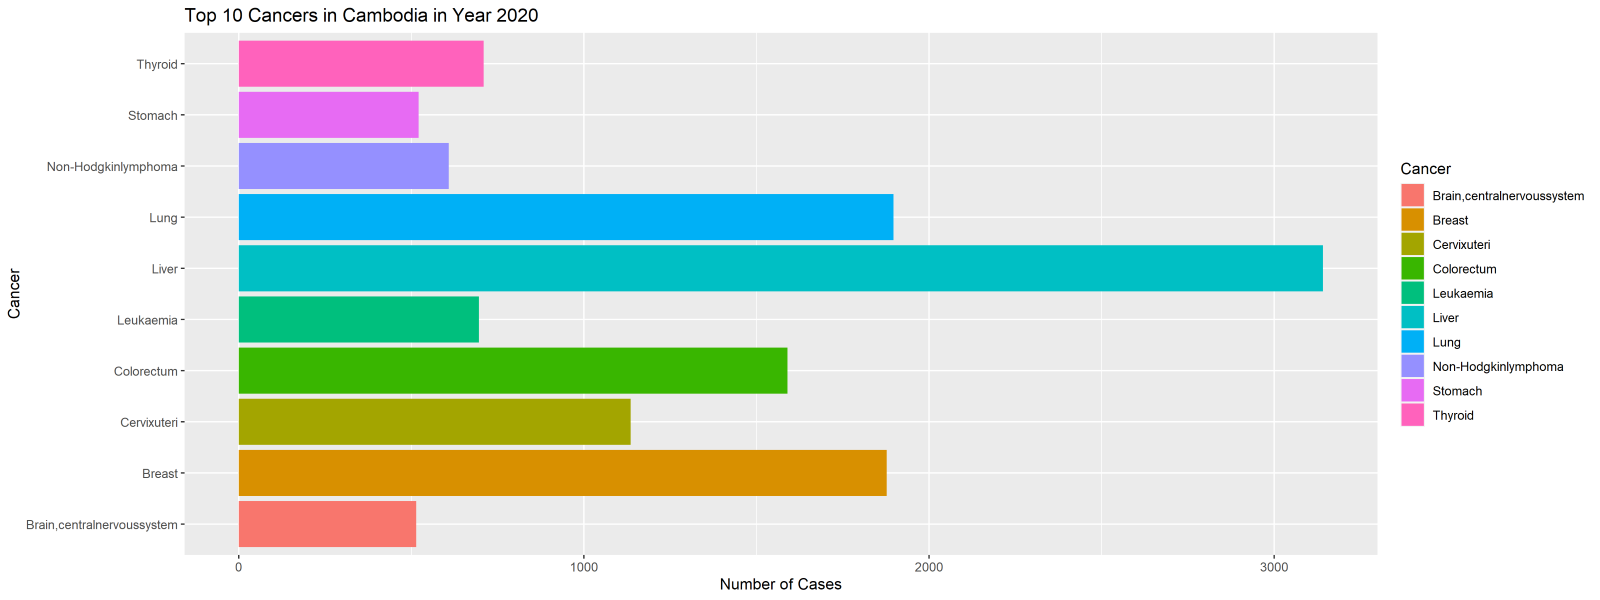 Top 10 Cancers in Cambodia in Year 2020
Cancer
Thyroid
Stomach
Non-Hodgkinlymphoma
Lung
Liver
Leukaemia
Colorectum
Cervixuteri
Breast
Brain,centralnervoussystem
0 1000 2000 3000
Number of Cases
Cancer
Brain,centralnervoussystem
Breast
Cervixuteri
Colorectum
Leukaemia
Liver
Lung
Non-Hodgkinlymphoma
Stomach
Thyroid